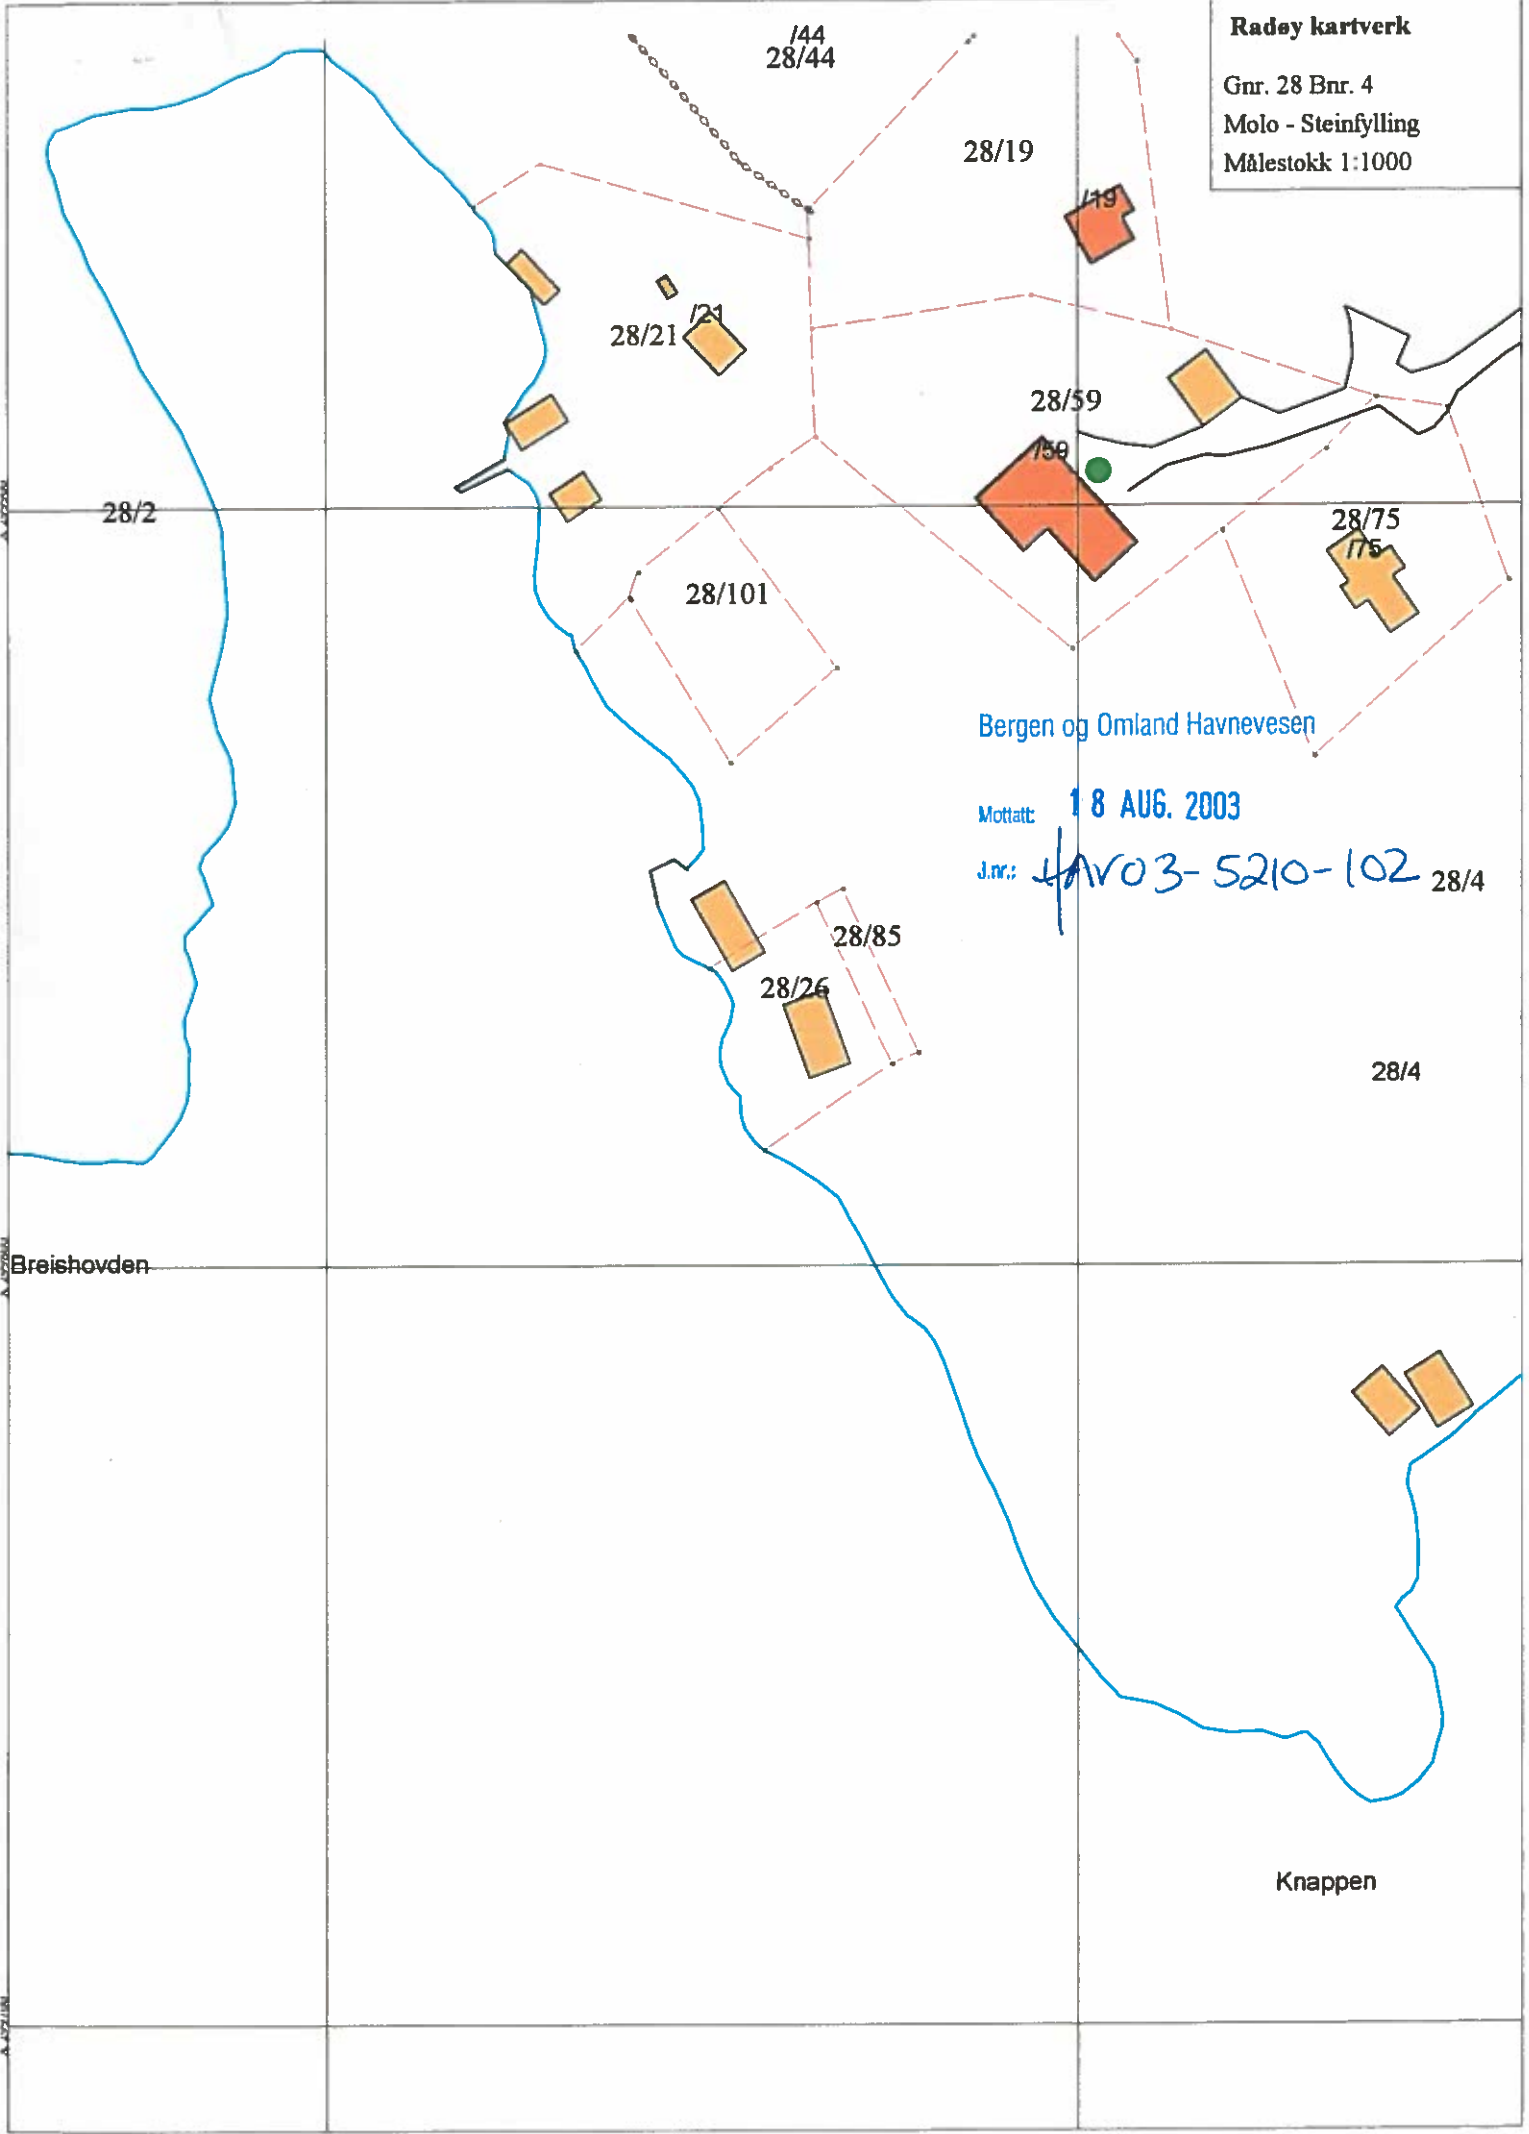 Radøy kartverk
Gnr. 28 Bnr. 4
Molo - Steinfylling
Målestokk 1:1000
/44
28/44
28/19
/19
/21
28/21
28/59
/59
28/2
28/75
/75
28/101
Bergen og Omland Havnevesen
Mottatt: 18 AUG. 2003
J.nr.: HAV03-5210-102
28/4
28/85
28/26
28/4
Breishovden
Knappen